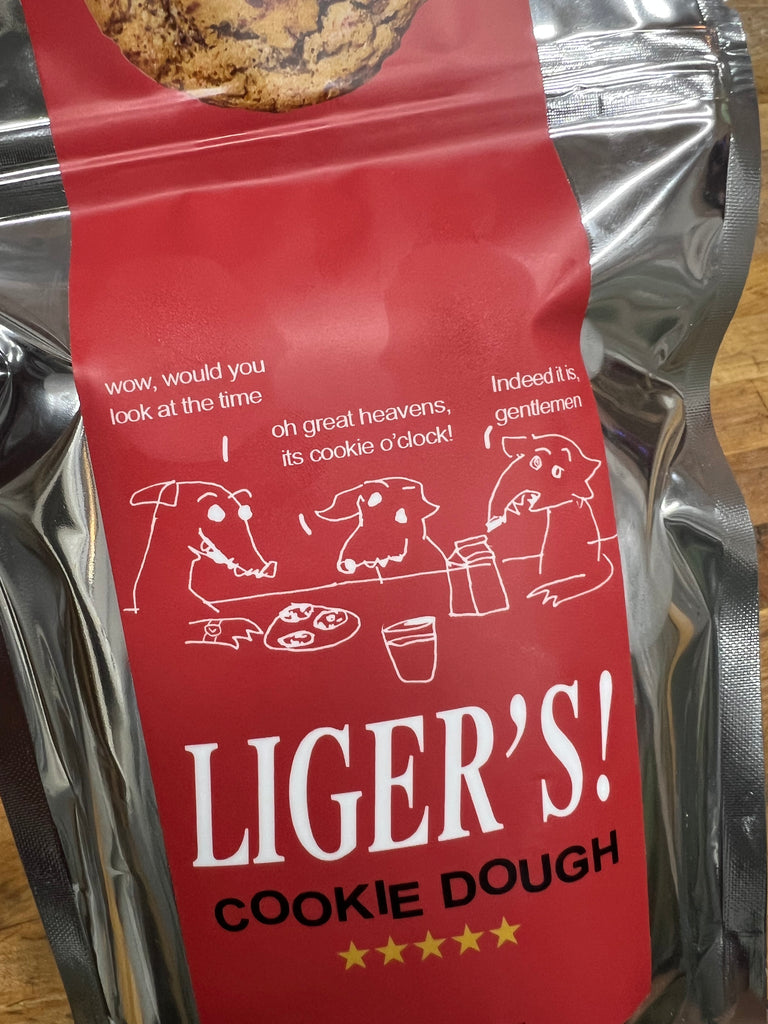 wow, would you
look at the time
oh great heavens,
its cookie o'clock!
Indeed it is,
gentlemen
LIGER'S!
COOKIE DOUGH